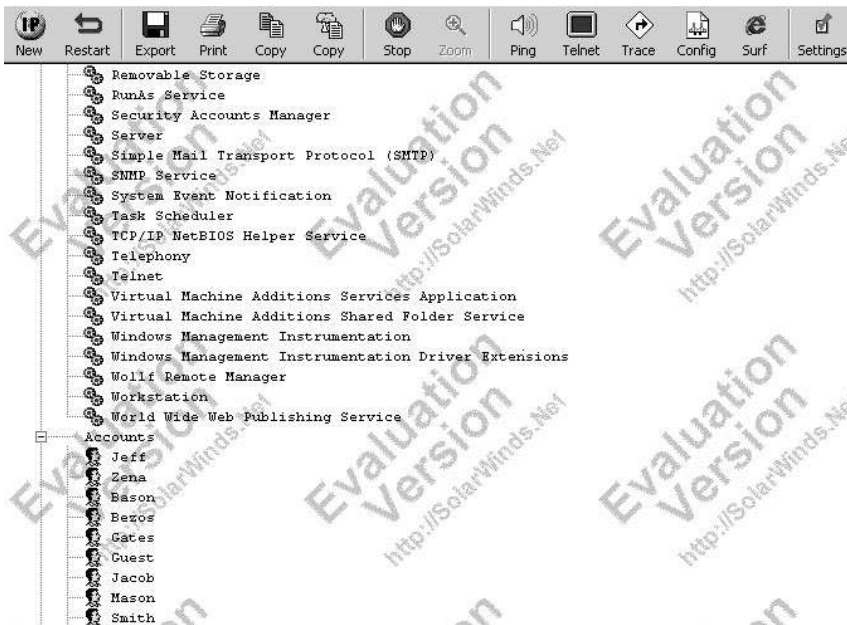 New Restart Export Print Copy Copy Stop Zoom Ping Telnet Trace Config Surf Settings
Removable Storage
RunAs Service
Security Accounts Manager
Server
Simple Mail Transport Protocol (SMTP)
SNMP Service
System Event Notification
Task Scheduler
TCP/IP NetBIOS Helper Service
Telephony
Telnet
Virtual Machine Additions Services Application
Virtual Machine Additions Shared Folder Service
Windows Management Instrumentation
Windows Management Instrumentation Driver Extensions
Wollf Remote Manager
Workstation
World Wide Web Publishing Service
Accounts
Jeff
Zena
Bason
Bezos
Gates
Guest
Jacob
Mason
Smith
Evaluation Version
http://SolarWinds.Net